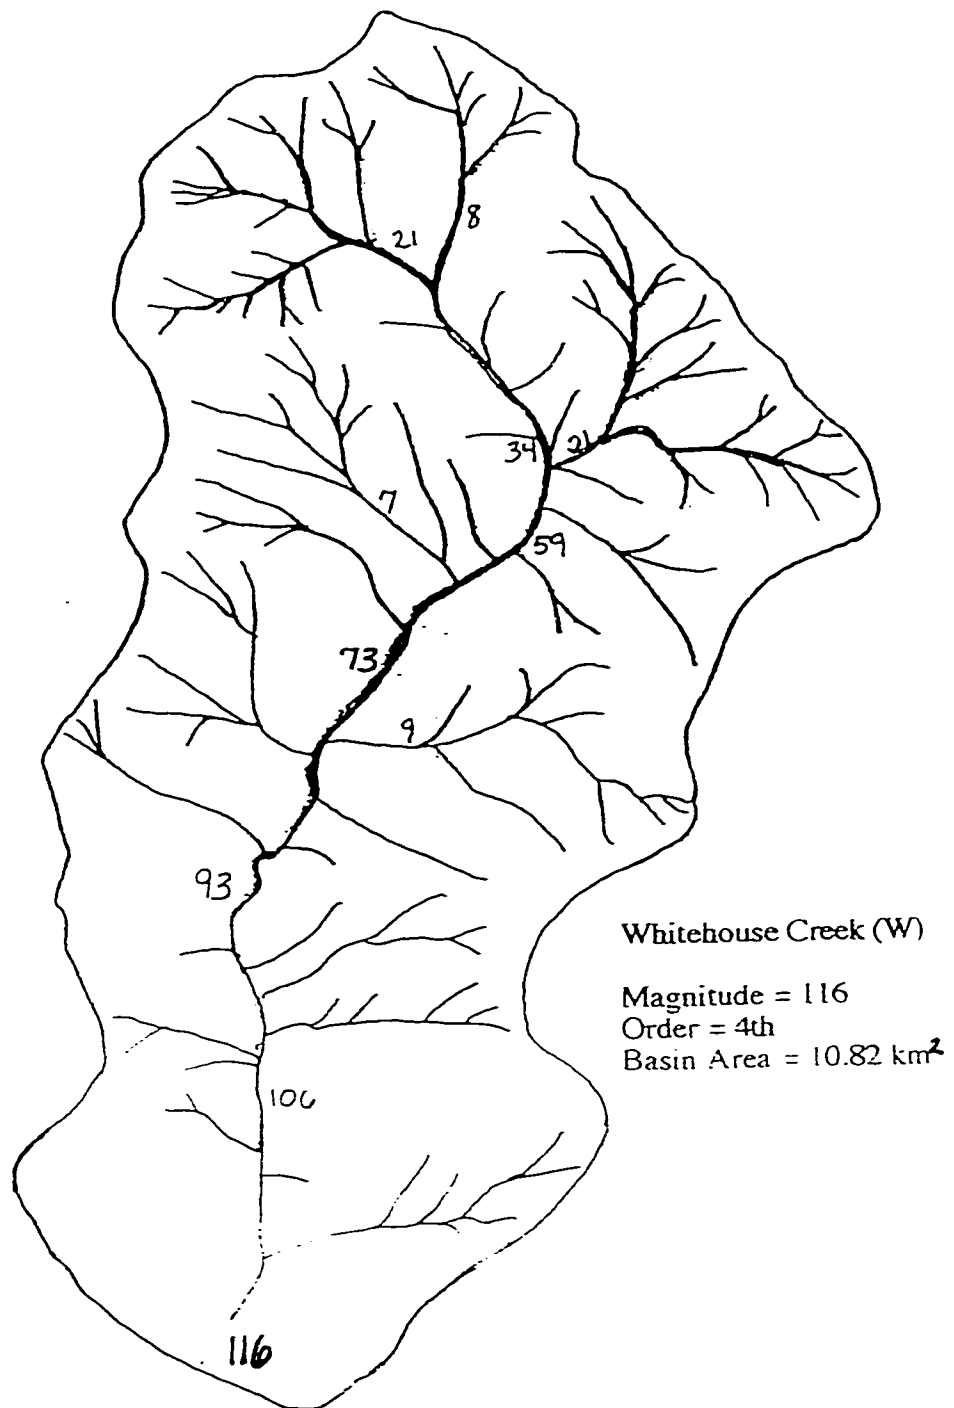 8
21
34
21
7
59
73
9
93
Whitehouse Creek (W)
Magnitude = 116
Order = 4th
Basin Area = 10.82 km²
106
116